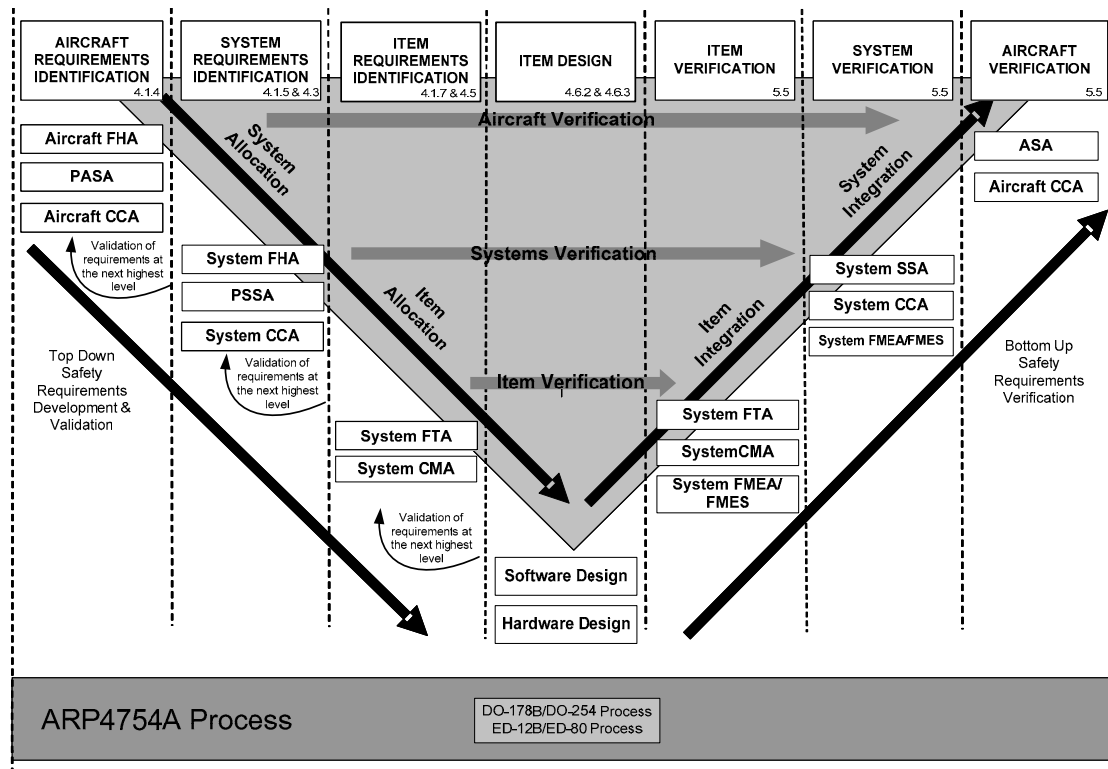 AIRCRAFT
REQUIREMENTS
IDENTIFICATION
4.1.4
SYSTEM
REQUIREMENTS
IDENTIFICATION
4.1.5 & 4.3
ITEM
REQUIREMENTS
IDENTIFICATION
4.1.7 & 4.5
ITEM DESIGN
4.6.2 & 4.6.3
ITEM
VERIFICATION
5.5
SYSTEM
VERIFICATION
5.5
AIRCRAFT
VERIFICATION
5.5
Aircraft Verification
System
Allocation
System
Integration
Aircraft FHA
PASA
Aircraft CCA
Validation of
requirements at
the next highest
level
ASA
Aircraft CCA
Systems Verification
System FHA
PSSA
System CCA
Validation of
requirements at
the next highest
level
Item
Allocation
Item
Integration
System SSA
System CCA
System FMEA/FMES
Top Down
Safety
Requirements
Development &
Validation
Bottom Up
Safety
Requirements
Verification
Item Verification
System FTA
System CMA
Validation of
requirements at
the next highest
level
System FTA
SystemCMA
System FMEA/
FMES
Software Design
Hardware Design
ARP4754A Process
DO-178B/DO-254 Process
ED-12B/ED-80 Process